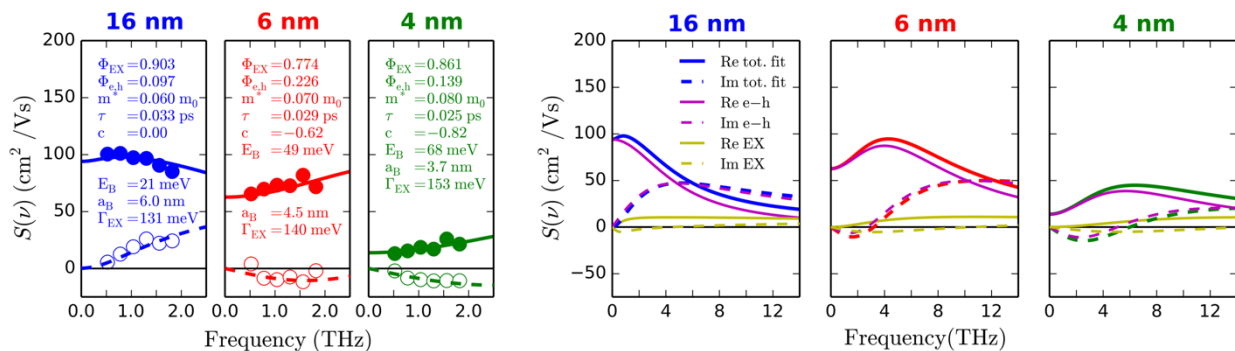 16 nm
6 nm
4 nm
200
150
100
50
0
S(ν) (cm² /Vs)
Φ_EX =0.903
Φ_e,h =0.097
m* =0.060 m₀
τ =0.033 ps
c =0.00
E_B =21 meV
a_B =6.0 nm
Γ_EX =131 meV
Φ_EX =0.774
Φ_e,h =0.226
m* =0.070 m₀
τ =0.029 ps
c =−0.62
E_B =49 meV
a_B =4.5 nm
Γ_EX =140 meV
Φ_EX =0.861
Φ_e,h =0.139
m* =0.080 m₀
τ =0.025 ps
c =−0.82
E_B =68 meV
a_B =3.7 nm
Γ_EX =153 meV
0.0 1.0 2.0
0.0 1.0 2.0
0.0 1.0 2.0
Frequency (THz)
16 nm
6 nm
4 nm
200
150
100
50
0
−50
S(ν) (cm² /Vs)
Re tot. fit
Im tot. fit
Re e−h
Im e−h
Re EX
Im EX
0 4 8 12
0 4 8 12
0 4 8 12
Frequency(THz)